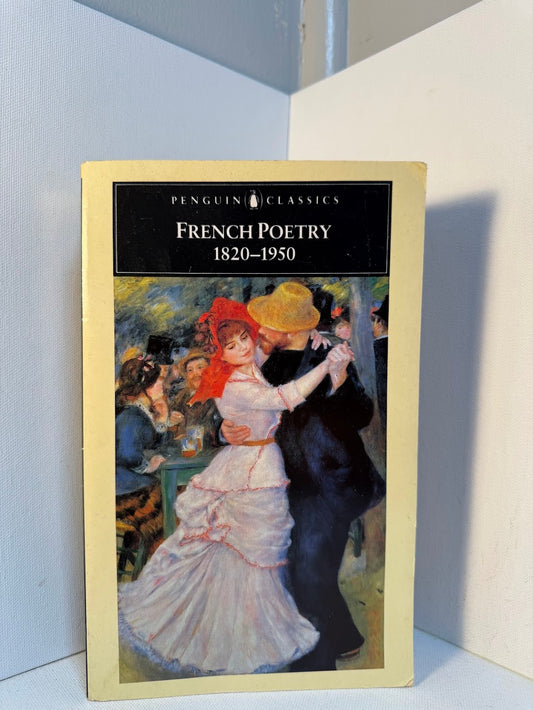 PENGUIN CLASSICS
FRENCH POETRY
1820–1950